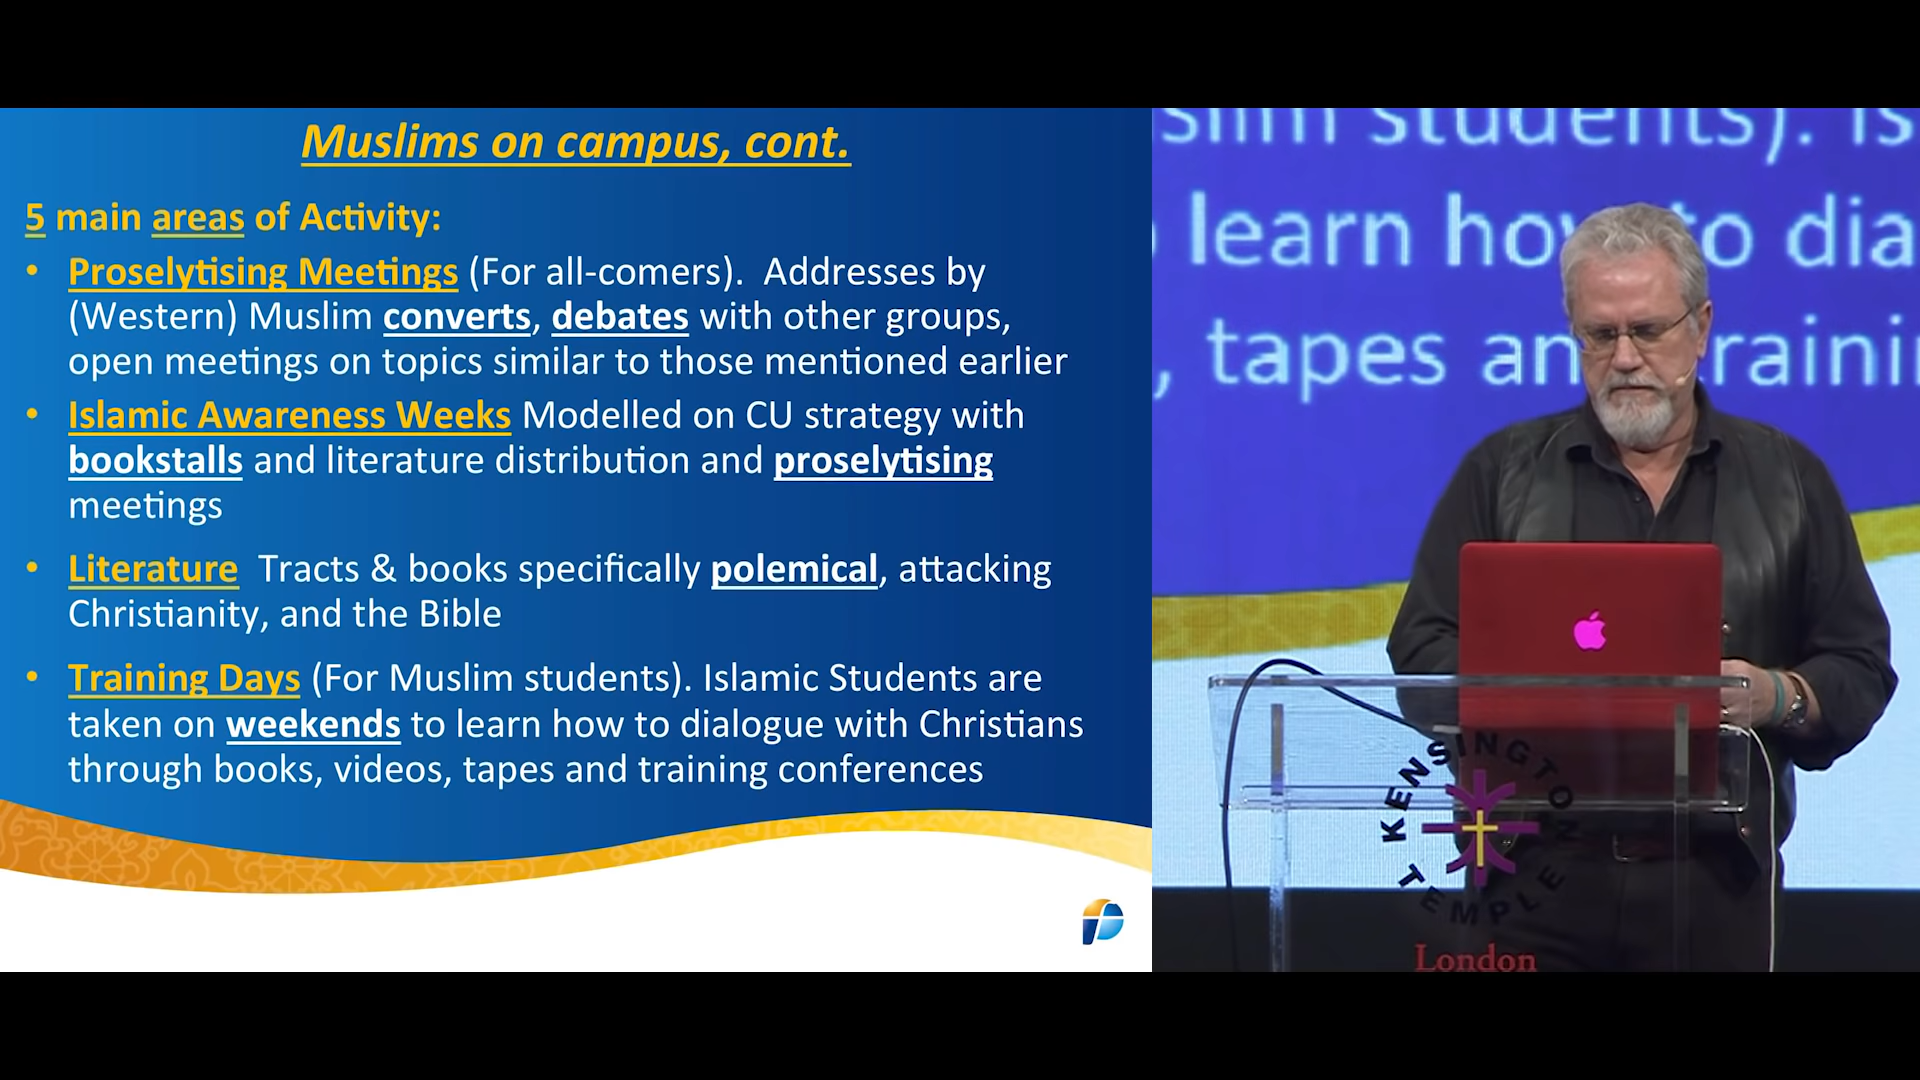 Muslims on campus, cont.
5 main areas of Activity:
• Proselytising Meetings (For all-comers). Addresses by
(Western) Muslim converts, debates with other groups,
open meetings on topics similar to those mentioned earlier
• Islamic Awareness Weeks Modelled on CU strategy with
bookstalls and literature distribution and proselytising
meetings
• Literature Tracts & books specifically polemical, attacking
Christianity, and the Bible
• Training Days (For Muslim students). Islamic Students are
taken on weekends to learn how to dialogue with Christians
through books, videos, tapes and training conferences
slim students). Is
learn how to dia
, tapes an raini
KENSINGTON
TEMPLE
London